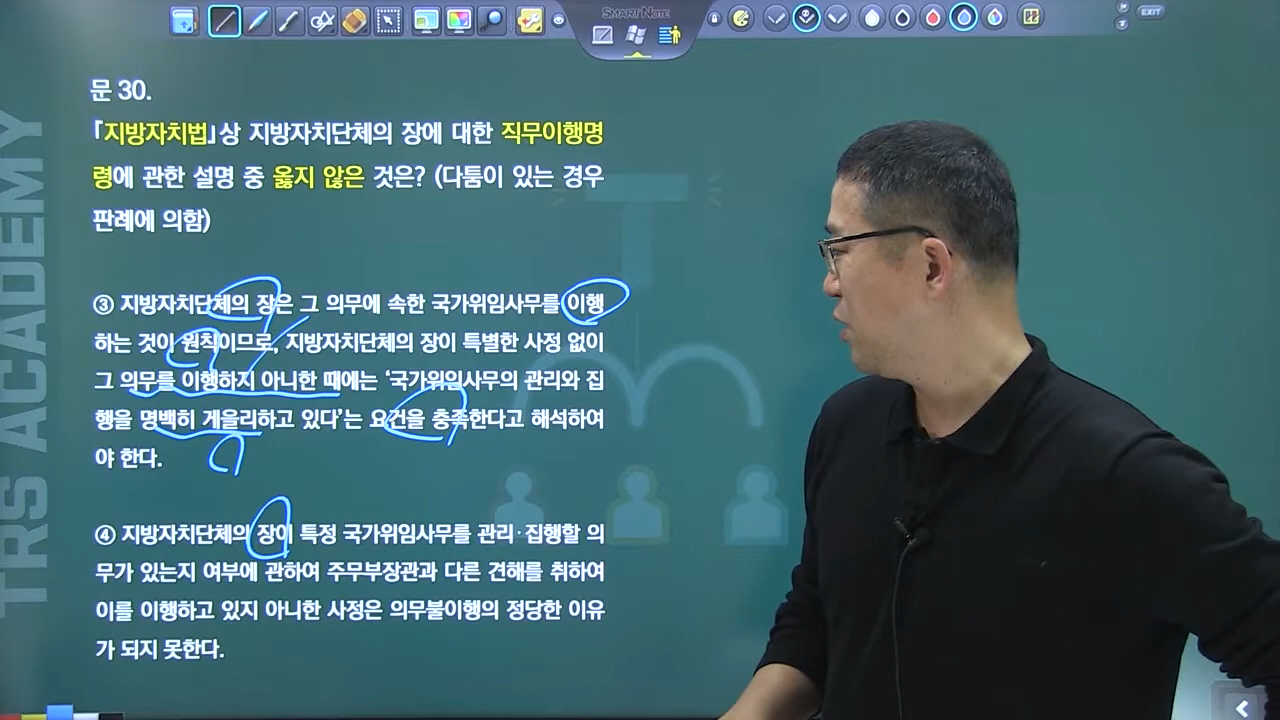 SMART NOTE
EXIT
TRS ACADEMY
문 30.
「지방자치법」상 지방자치단체의 장에 대한 직무이행명
령에 관한 설명 중 옳지 않은 것은? (다툼이 있는 경우
판례에 의함)
③ 지방자치단체의 장은 그 의무에 속한 국가위임사무를 이행
하는 것이 원칙이므로, 지방자치단체의 장이 특별한 사정 없이
그 의무를 이행하지 아니한 때에는 ‘국가위임사무의 관리와 집
행을 명백히 게을리하고 있다’는 요건을 충족한다고 해석하여
야 한다.
④ 지방자치단체의 장이 특정 국가위임사무를 관리·집행할 의
무가 있는지 여부에 관하여 주무부장관과 다른 견해를 취하여
이를 이행하고 있지 아니한 사정은 의무불이행의 정당한 이유
가 되지 못한다.